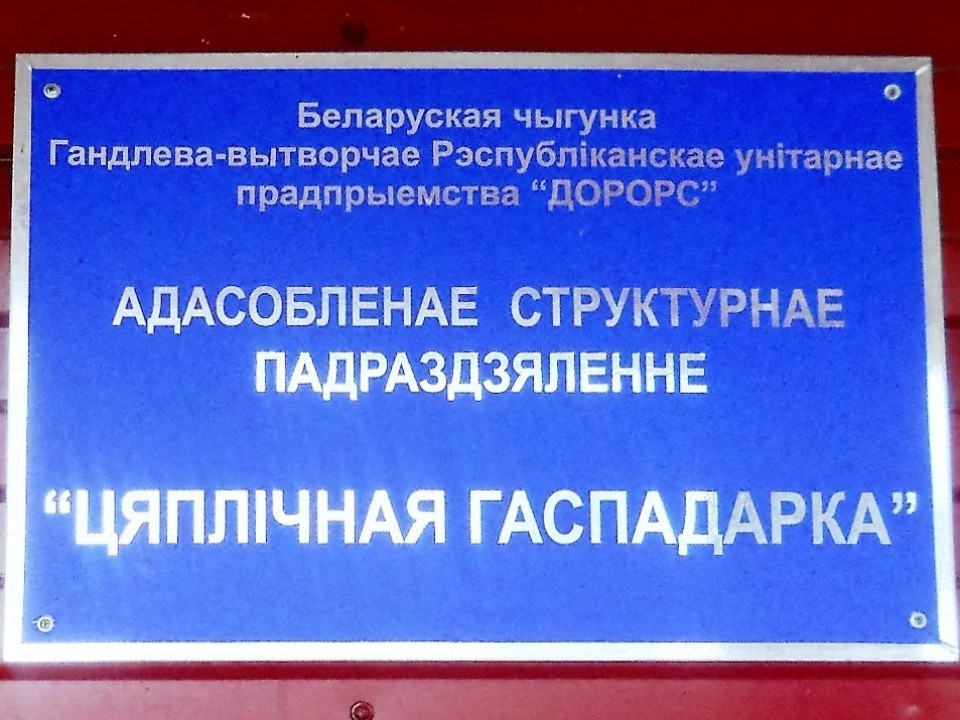 Беларуская чыгунка
Гандлева-вытворчае Рэспубліканскае унітарнае
прадпрыемства “ДОРОРС”
АДАСОБЛЕНАЕ СТРУКТУРНАЕ
ПАДРАЗДЗЯЛЕННЕ
“ЦЯПЛІЧНАЯ ГАСПАДАРКА”